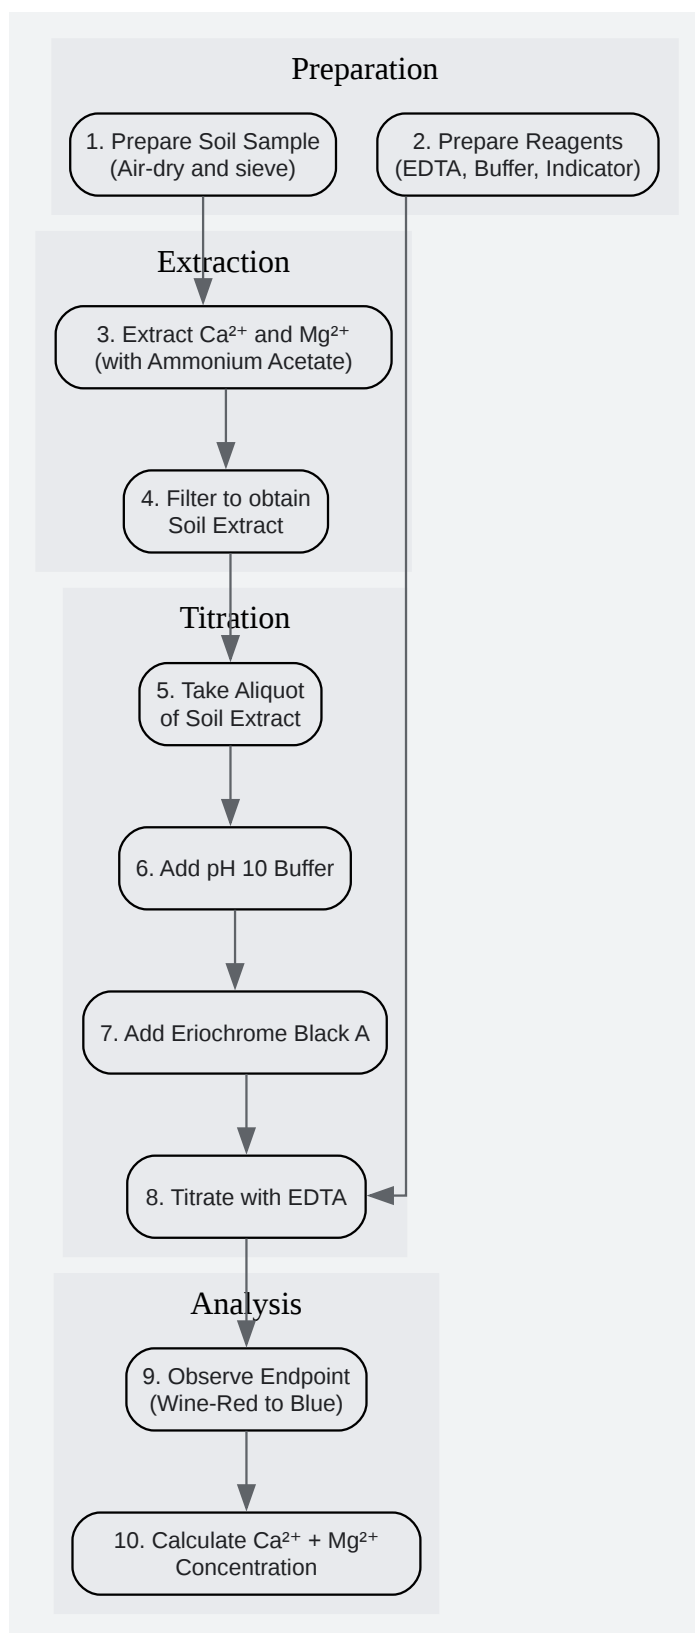 Preparation
1. Prepare Soil Sample
(Air-dry and sieve)
2. Prepare Reagents
(EDTA, Buffer, Indicator)
Extraction
3. Extract Ca²⁺ and Mg²⁺
(with Ammonium Acetate)
4. Filter to obtain
Soil Extract
Titration
5. Take Aliquot
of Soil Extract
6. Add pH 10 Buffer
7. Add Eriochrome Black A
8. Titrate with EDTA
Analysis
9. Observe Endpoint
(Wine-Red to Blue)
10. Calculate Ca²⁺ + Mg²⁺
Concentration